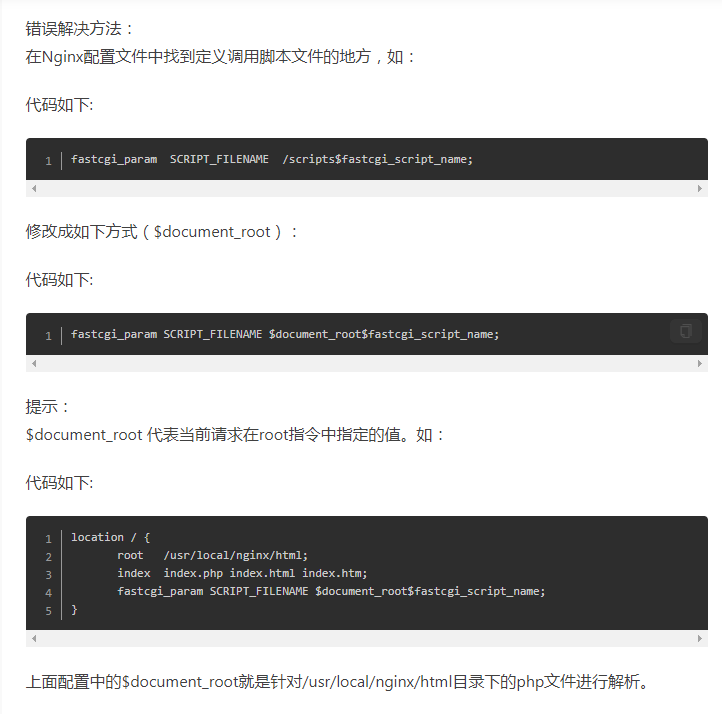 错误解决方法：
在Nginx配置文件中找到定义调用脚本文件的地方，如：
代码如下:
1 fastcgi_param  SCRIPT_FILENAME  /scripts$fastcgi_script_name;
修改成如下方式（$document_root）：
代码如下:
1 fastcgi_param SCRIPT_FILENAME $document_root$fastcgi_script_name;
提示：
$document_root 代表当前请求在root指令中指定的值。如：
代码如下:
1 location / {
2        root   /usr/local/nginx/html;
3        index  index.php index.html index.htm;
4        fastcgi_param SCRIPT_FILENAME $document_root$fastcgi_script_name;
5 }
上面配置中的$document_root就是针对/usr/local/nginx/html目录下的php文件进行解析。